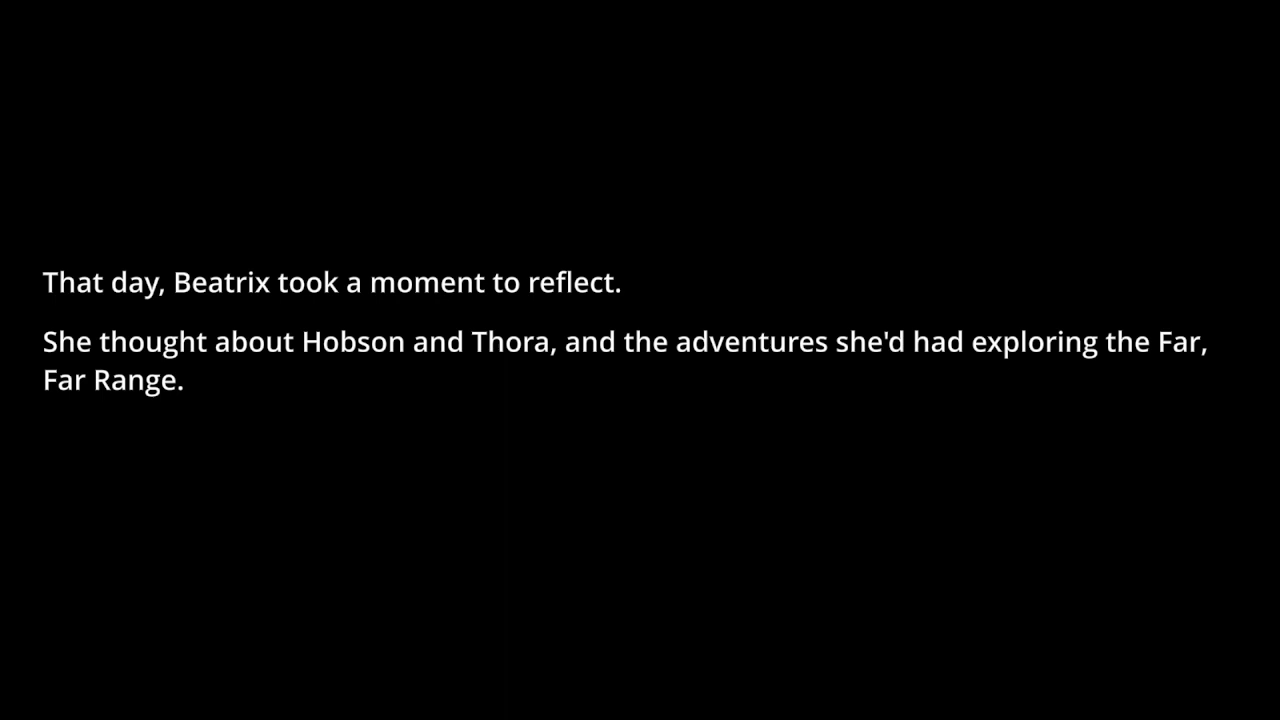 That day, Beatrix took a moment to reflect.
She thought about Hobson and Thora, and the adventures she'd had exploring the Far,
Far Range.